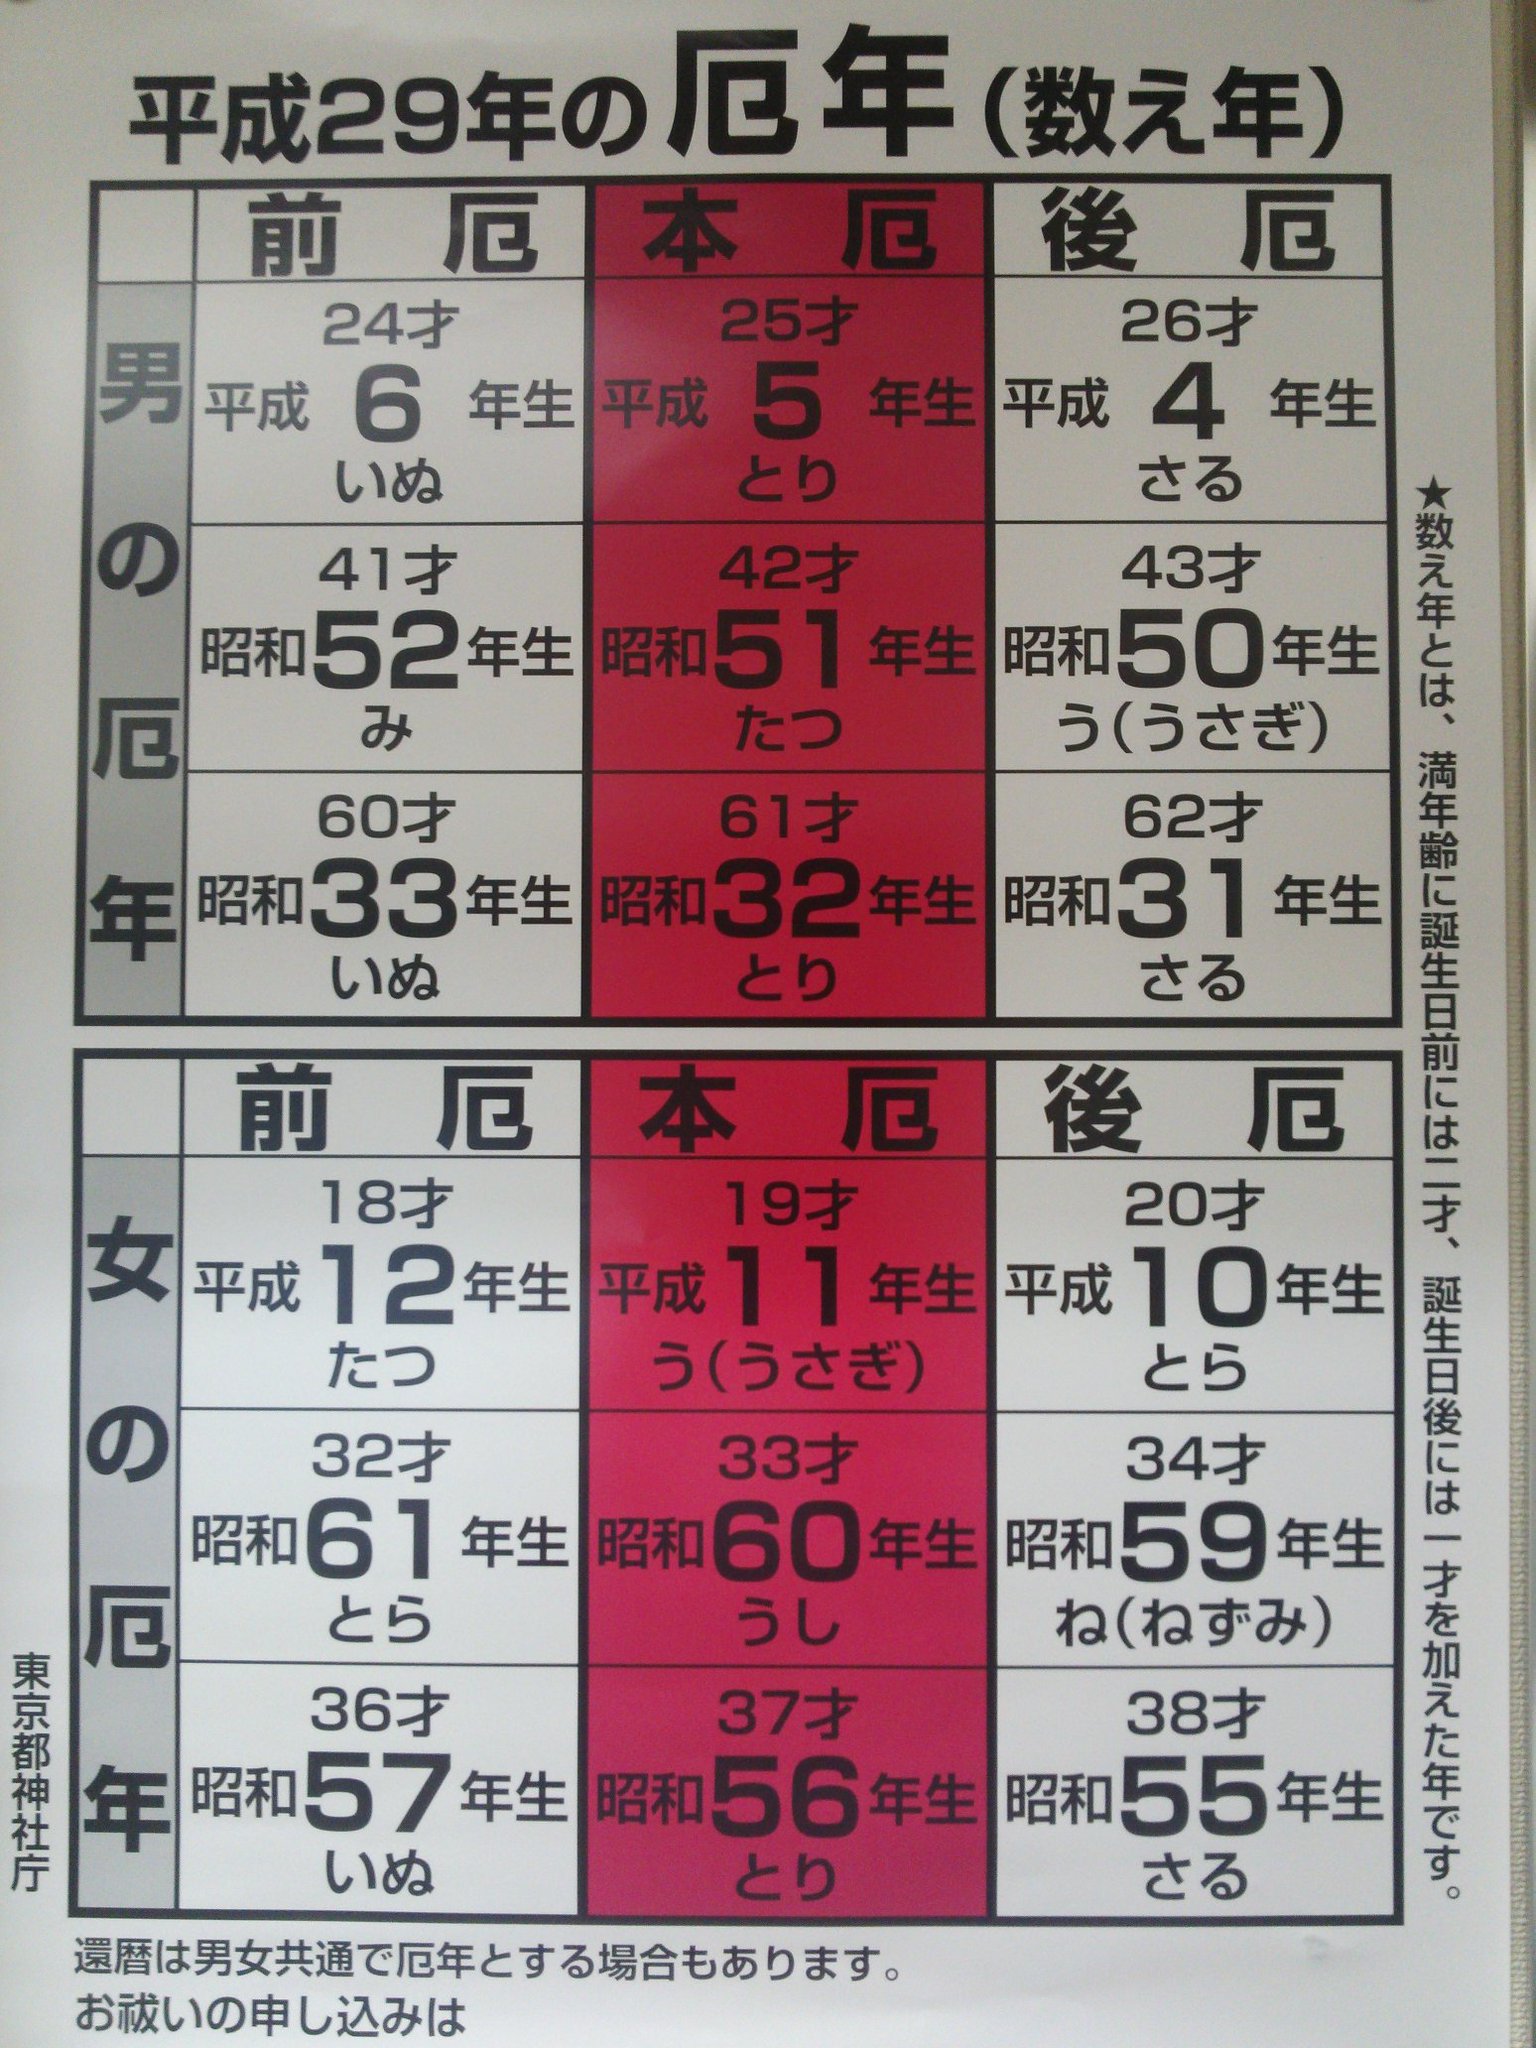 平成29年の厄年(数え年)
前厄 本厄 後厄
男の厄年
24才 25才 26才
平成6年生 平成5年生 平成4年生
いぬ とり さる
41才 42才 43才
昭和52年生 昭和51年生 昭和50年生
み たつ う(うさぎ)
60才 61才 62才
昭和33年生 昭和32年生 昭和31年生
いぬ とり さる
前厄 本厄 後厄
女の厄年
18才 19才 20才
平成12年生 平成11年生 平成10年生
たつ う(うさぎ) とら
32才 33才 34才
昭和61年生 昭和60年生 昭和59年生
とら うし ね(ねずみ)
36才 37才 38才
昭和57年生 昭和56年生 昭和55年生
いぬ とり さる
★数え年とは、満年齢に誕生日前には二才、誕生日後には一才を加えた年です。
東京都神社庁
還暦は男女共通で厄年とする場合もあります。
お祓いの申し込みは